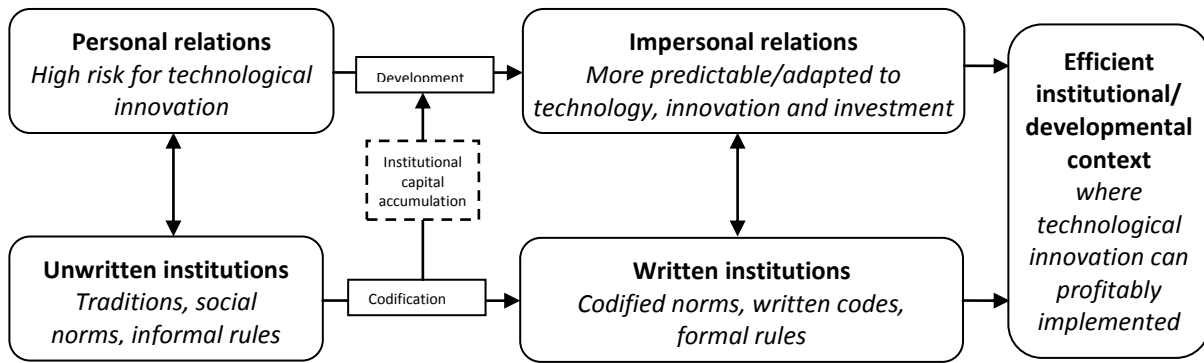 Personal relations
High risk for technological
innovation
Development
Impersonal relations
More predictable/adapted to
technology, innovation and investment
Efficient
institutional/
developmental
context
where
technological
innovation can
profitably
implemented
Institutional
capital
accumulation
Unwritten institutions
Traditions, social
norms, informal rules
Codification
Written institutions
Codified norms, written codes,
formal rules